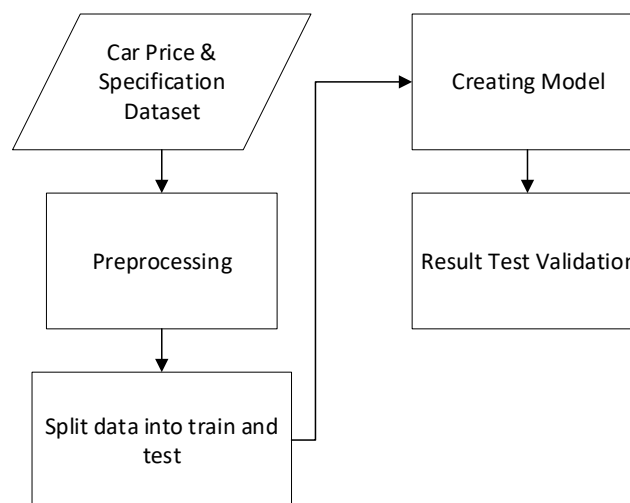 Car Price &
Specification
Dataset
Preprocessing
Split data into train and
test
Creating Model
Result Test Validation